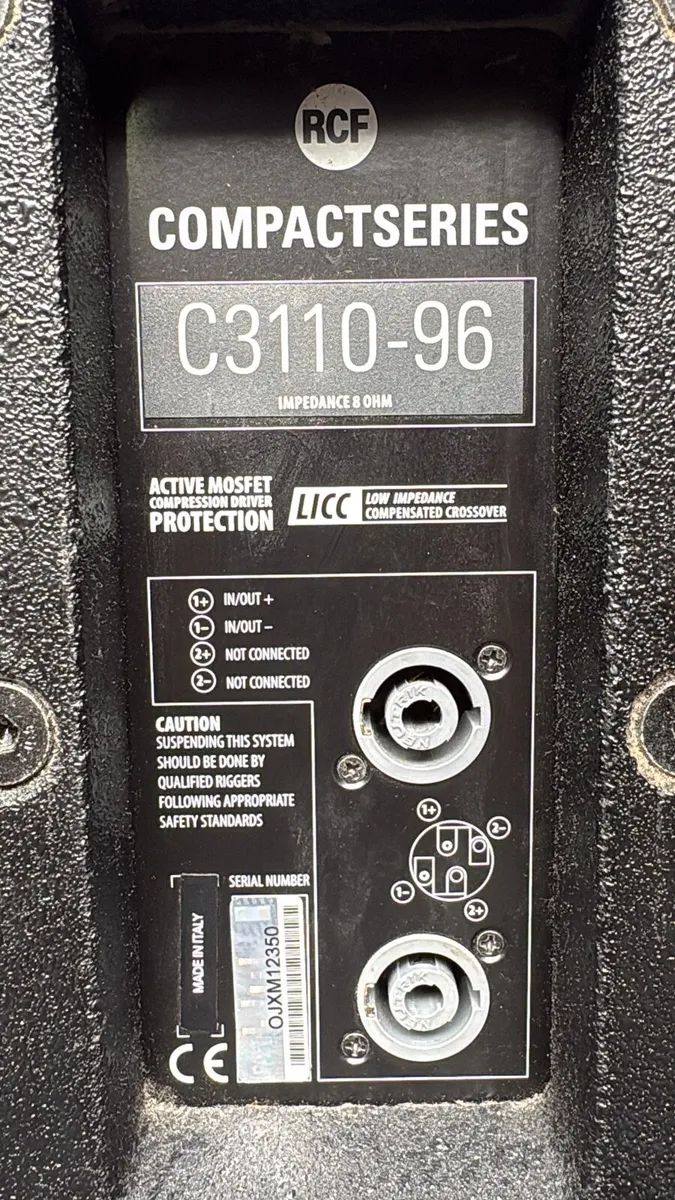 RCF
COMPACTSERIES
C3110-96
IMPEDANCE 8 OHM
ACTIVE MOSFET
COMPRESSION DRIVER
PROTECTION
LICC
LOW IMPEDANCE
COMPENSATED CROSSOVER
1+ IN/OUT +
1− IN/OUT −
2+ NOT CONNECTED
2− NOT CONNECTED
NEUTRIK
CAUTION
SUSPENDING THIS SYSTEM
SHOULD BE DONE BY
QUALIFIED RIGGERS
FOLLOWING APPROPRIATE
SAFETY STANDARDS
1+
2−
1−
2+
SERIAL NUMBER
MADE IN ITALY
OJXM12350
NEUTRIK
CE